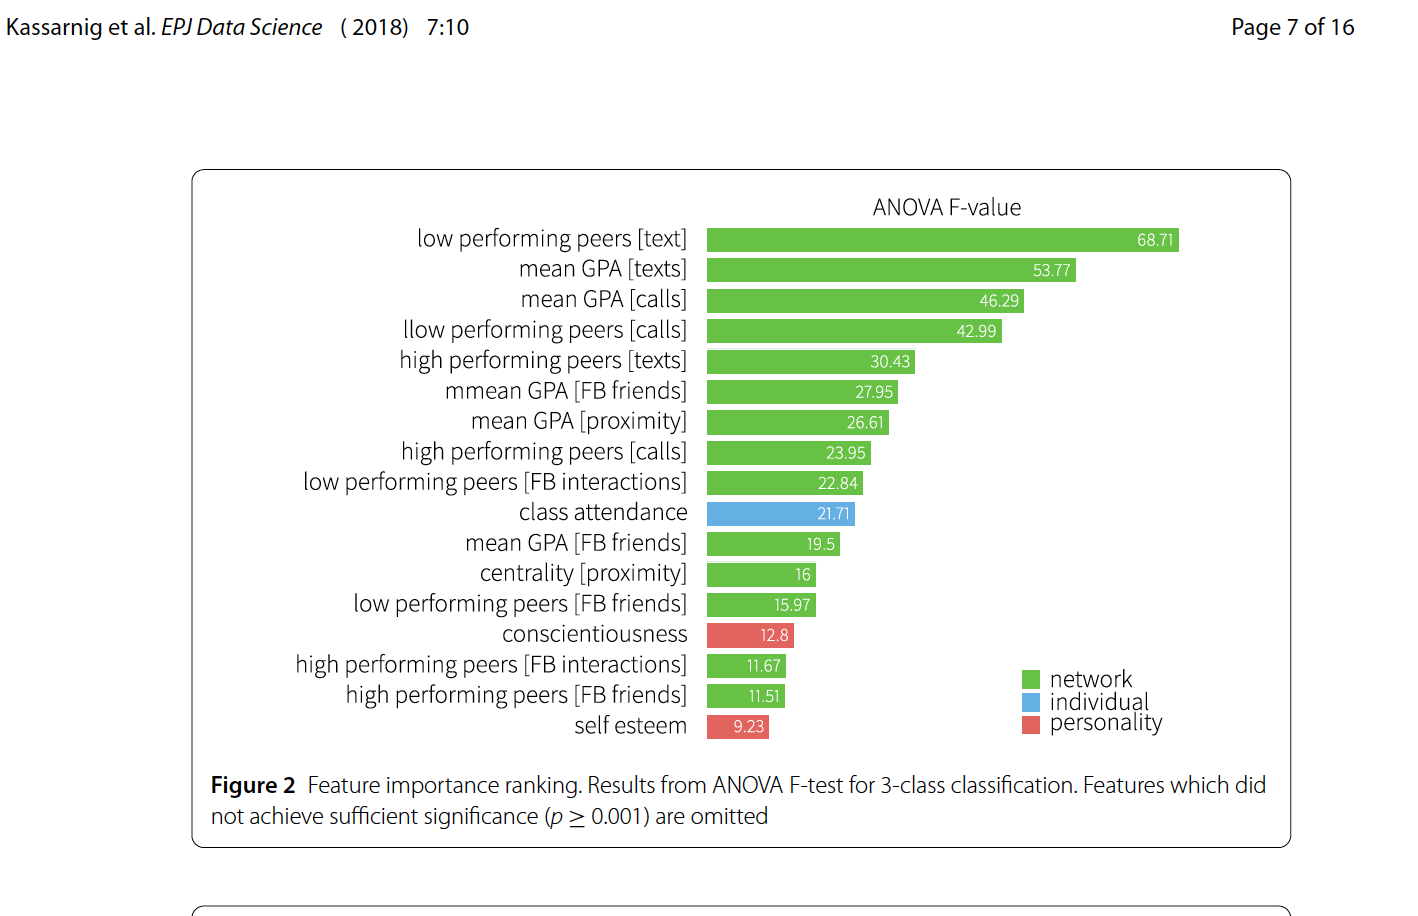 Kassarnig et al. EPJ Data Science (2018) 7:10 Page 7 of 16
ANOVA F-value
low performing peers [text] 68.71
mean GPA [texts] 53.77
mean GPA [calls] 46.29
llow performing peers [calls] 42.99
high performing peers [texts] 30.43
mmean GPA [FB friends] 27.95
mean GPA [proximity] 26.61
high performing peers [calls] 23.95
low performing peers [FB interactions] 22.84
class attendance 21.71
mean GPA [FB friends] 19.5
centrality [proximity] 16
low performing peers [FB friends] 15.97
conscientiousness 12.8
high performing peers [FB interactions] 11.67
high performing peers [FB friends] 11.51
self esteem 9.23
network
individual
personality
Figure 2 Feature importance ranking. Results from ANOVA F-test for 3-class classification. Features which did
not achieve sufficient significance (p ≥ 0.001) are omitted